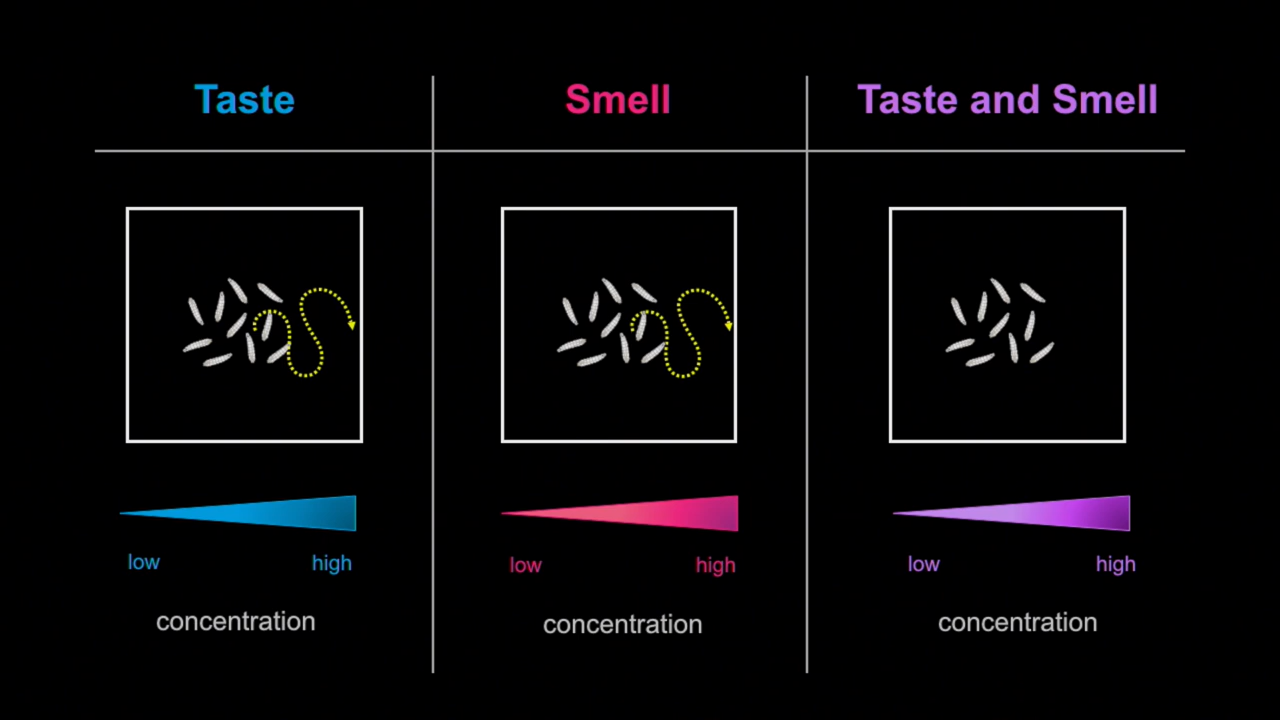 Taste
Smell
Taste and Smell
low
high
low
high
low
high
concentration
concentration
concentration